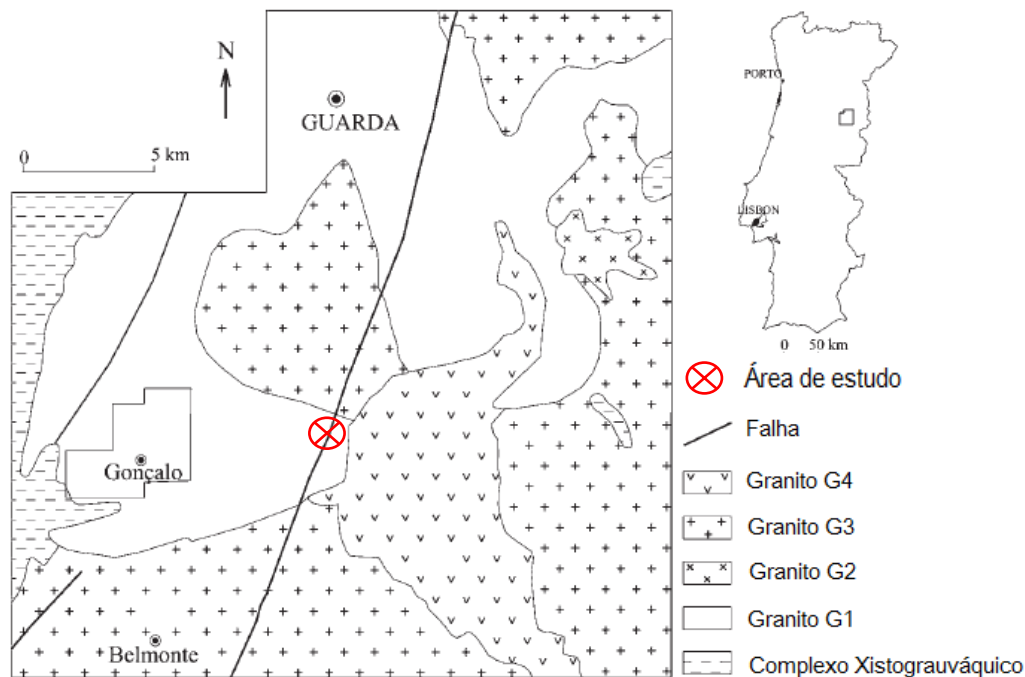 N
GUARDA
0 5 km
Gonçalo
Belmonte
PORTO
LISBON
0 50 km
Área de estudo
Falha
Granito G4
Granito G3
Granito G2
Granito G1
Complexo Xistograuváquico